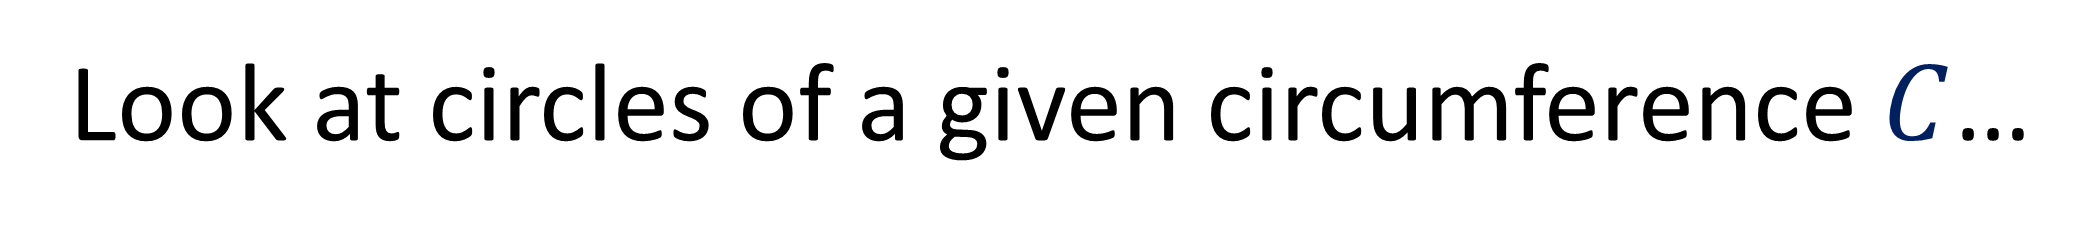 Look at circles of a given circumference C…